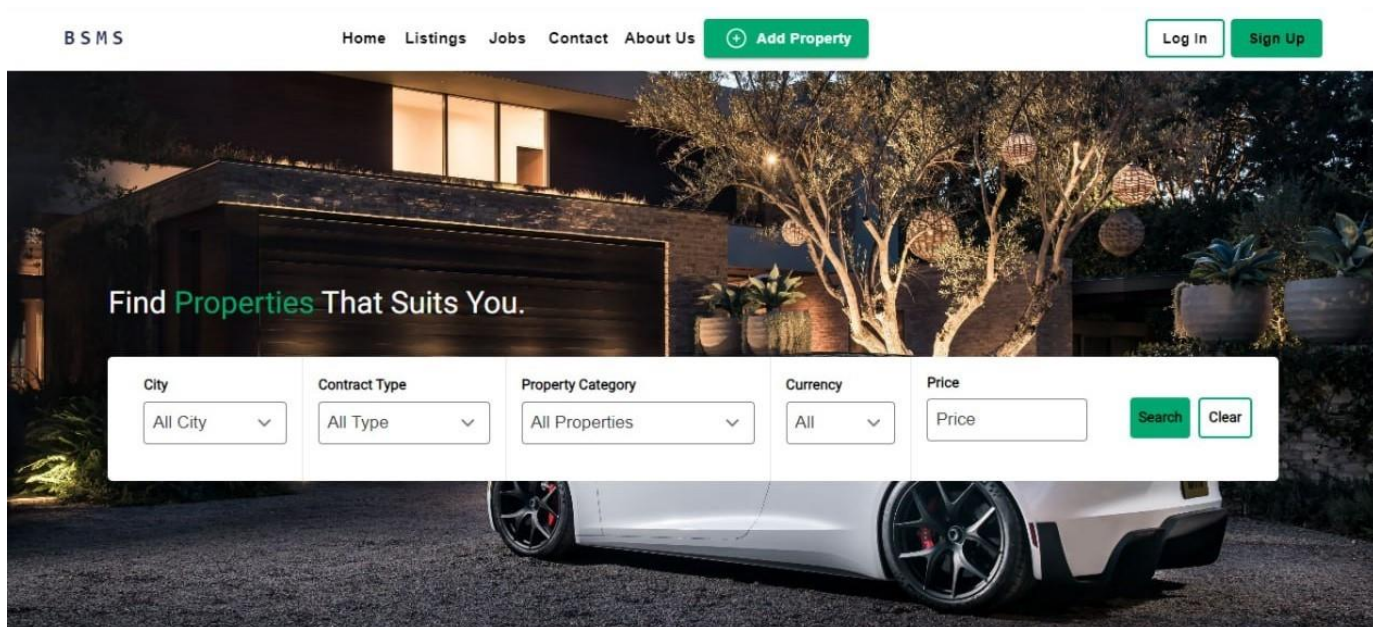 BSMS Home Listings Jobs Contact About Us Add Property Log In Sign Up
Find Properties That Suits You.
City Contract Type Property Category Currency Price
All City All Type All Properties All Price Search Clear